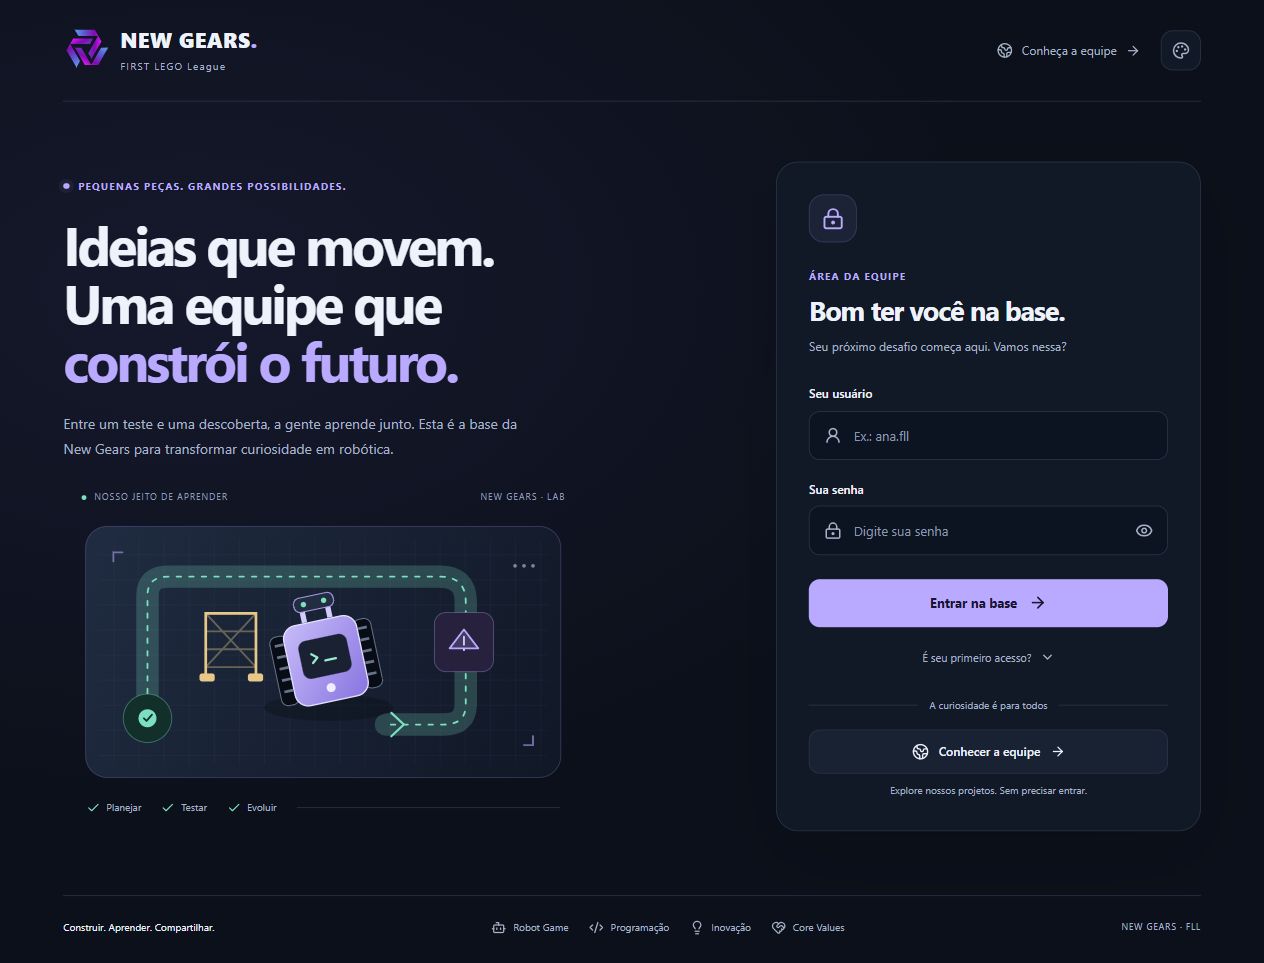 NEW GEARS.
FIRST LEGO League
Conheça a equipe
PEQUENAS PEÇAS. GRANDES POSSIBILIDADES.
Ideias que movem.
Uma equipe que
constrói o futuro.
Entre um teste e uma descoberta, a gente aprende junto. Esta é a base da
New Gears para transformar curiosidade em robótica.
NOSSO JEITO DE APRENDER
NEW GEARS · LAB
Planejar
Testar
Evoluir
ÁREA DA EQUIPE
Bom ter você na base.
Seu próximo desafio começa aqui. Vamos nessa?
Seu usuário
Ex.: ana.fll
Sua senha
Digite sua senha
Entrar na base
É seu primeiro acesso?
A curiosidade é para todos
Conhecer a equipe
Explore nossos projetos. Sem precisar entrar.
Construir. Aprender. Compartilhar.
Robot Game
Programação
Inovação
Core Values
NEW GEARS · FLL